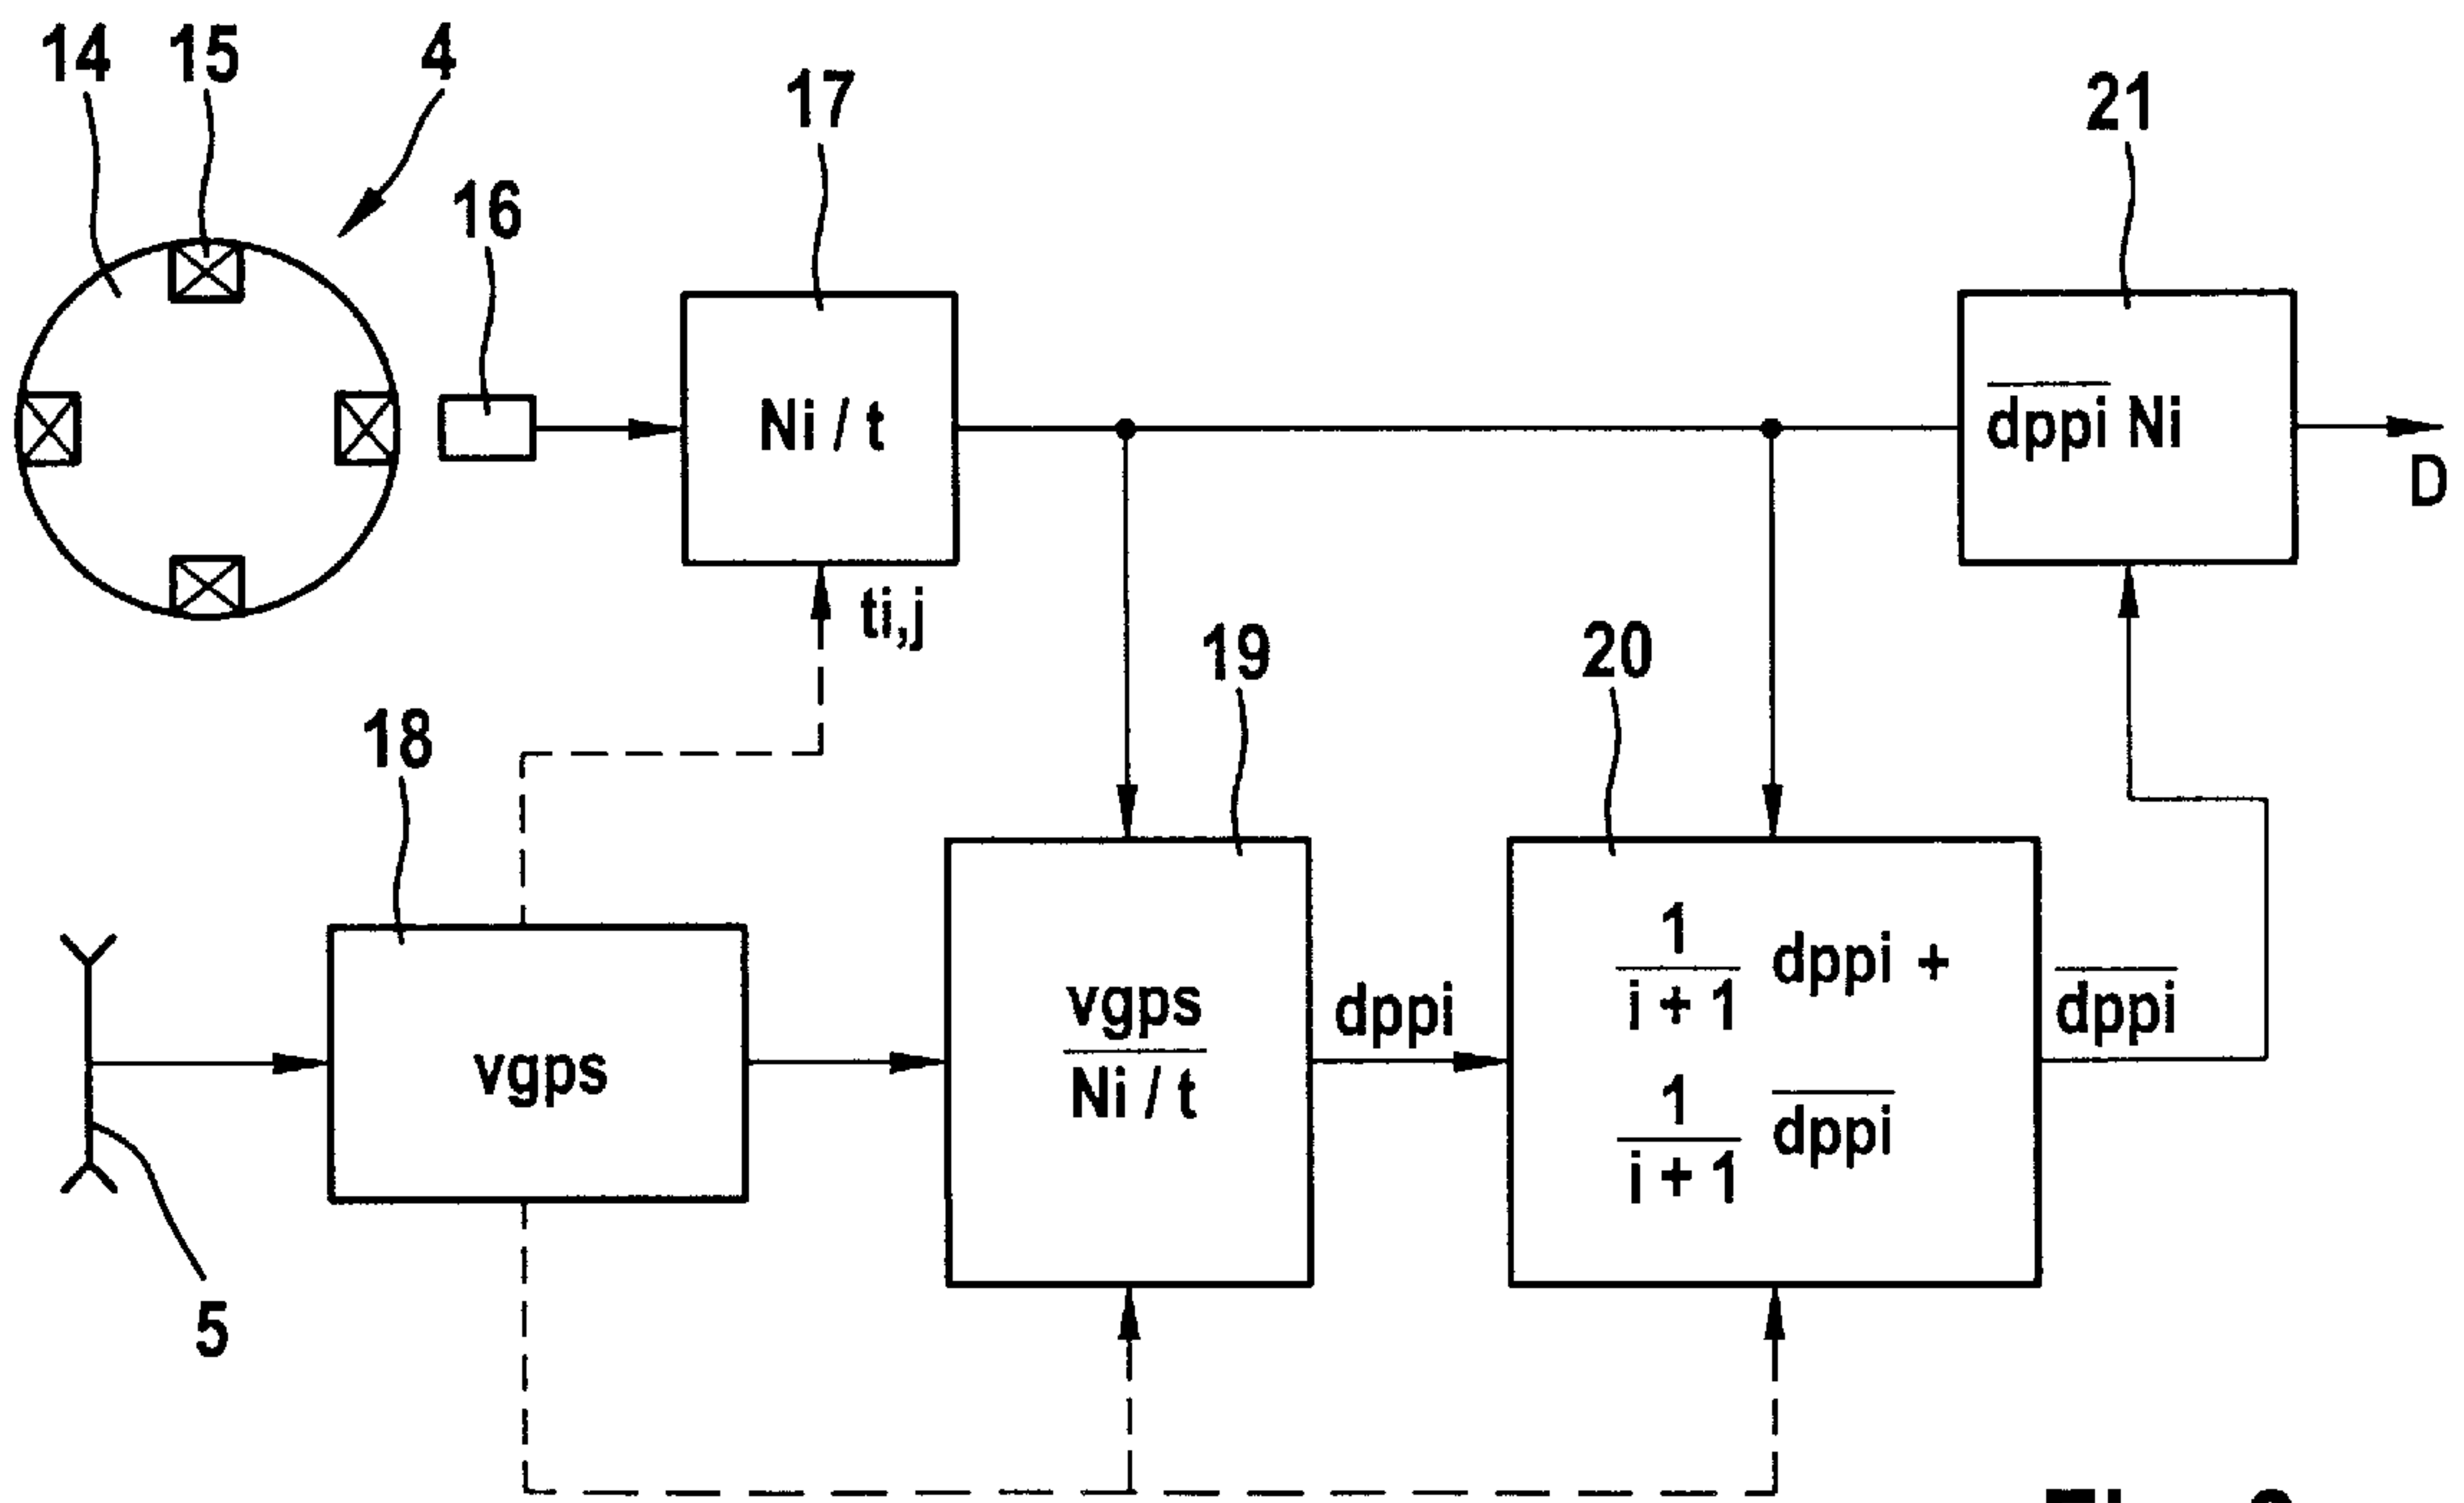 14 15 4
17
21
16
Ni / t
dppi Ni
D
ti,j
19
20
18
vgps
vgps
Ni / t
dppi
1
i + 1
dppi +
1
i + 1
dppi
dppi
5